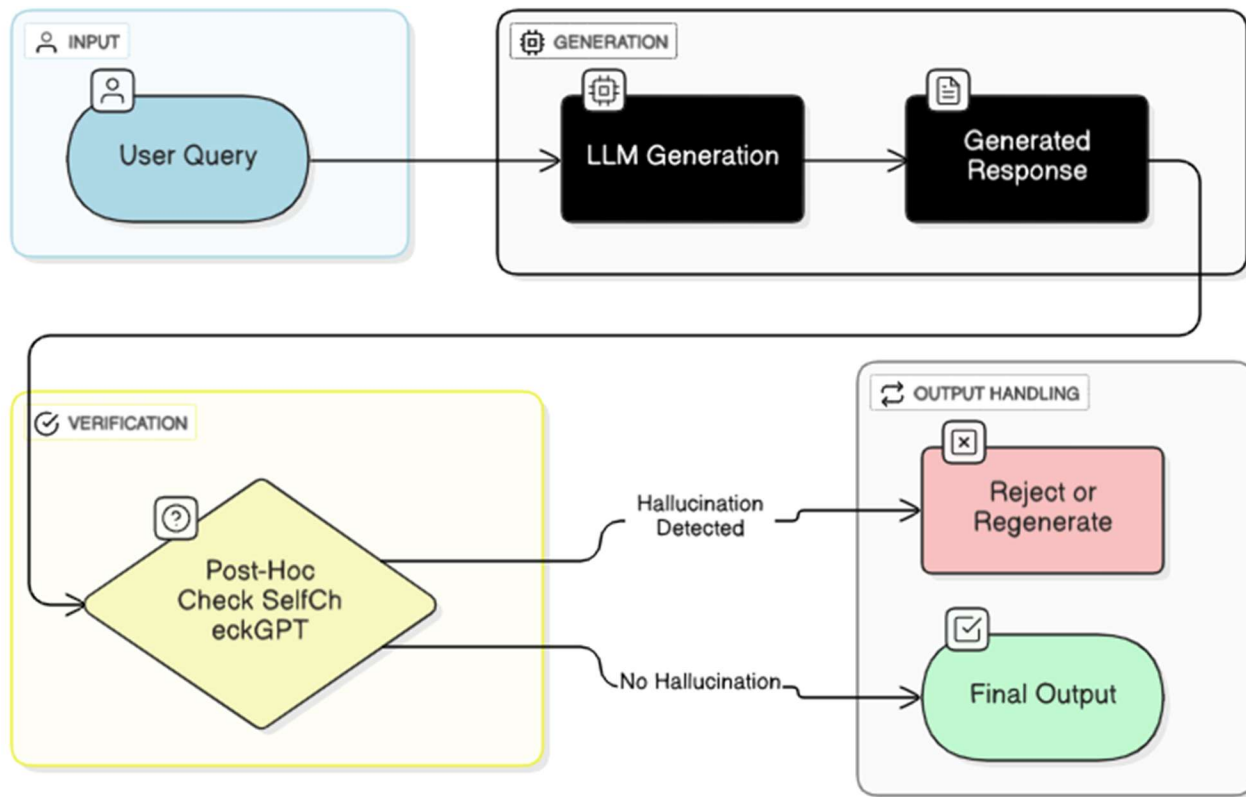 INPUT
User Query
GENERATION
LLM Generation
Generated
Response
VERIFICATION
Post-Hoc
Check SelfCh
eckGPT
Hallucination
Detected
No Hallucination
OUTPUT HANDLING
Reject or
Regenerate
Final Output